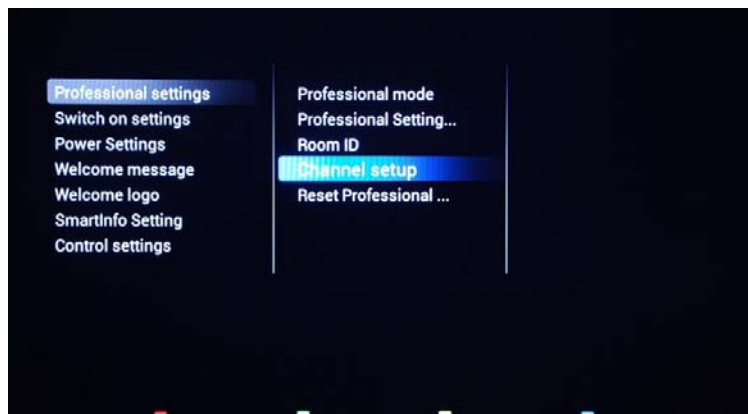 Professional settings
Switch on settings
Power Settings
Welcome message
Welcome logo
SmartInfo Setting
Control settings
Professional mode
Professional Setting...
Room ID
Channel setup
Reset Professional ...